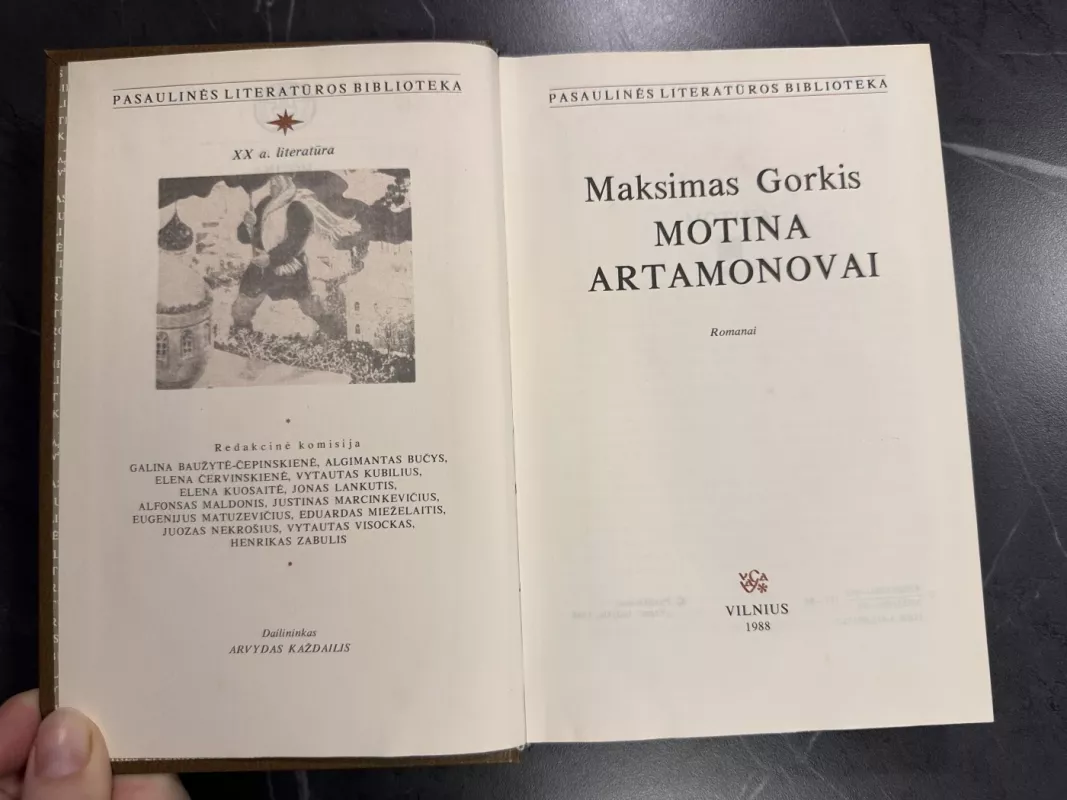 PASAULINĖS LITERATŪROS BIBLIOTEKA
XX a. literatūra
Redakcinė komisija
GALINA BAUŽYTĖ-ČEPINSKIENĖ, ALGIMANTAS BUČYS,
ELENA ČERVINSKIENĖ, VYTAUTAS KUBILIUS,
ELENA KUOSAITĖ, JONAS LANKUTIS,
ALFONSAS MALDONIS, JUSTINAS MARCINKEVIČIUS,
EUGENIJUS MATUZEVIČIUS, EDUARDAS MIEŽELAITIS,
JUOZAS NEKROŠIUS, VYTAUTAS VISOCKAS,
HENRIKAS ZABULIS
Dailininkas
ARVYDAS KAŽDAILIS
PASAULINĖS LITERATŪROS BIBLIOTEKA
Maksimas Gorkis
MOTINA
ARTAMONOVAI
Romanai
VILNIUS
1988